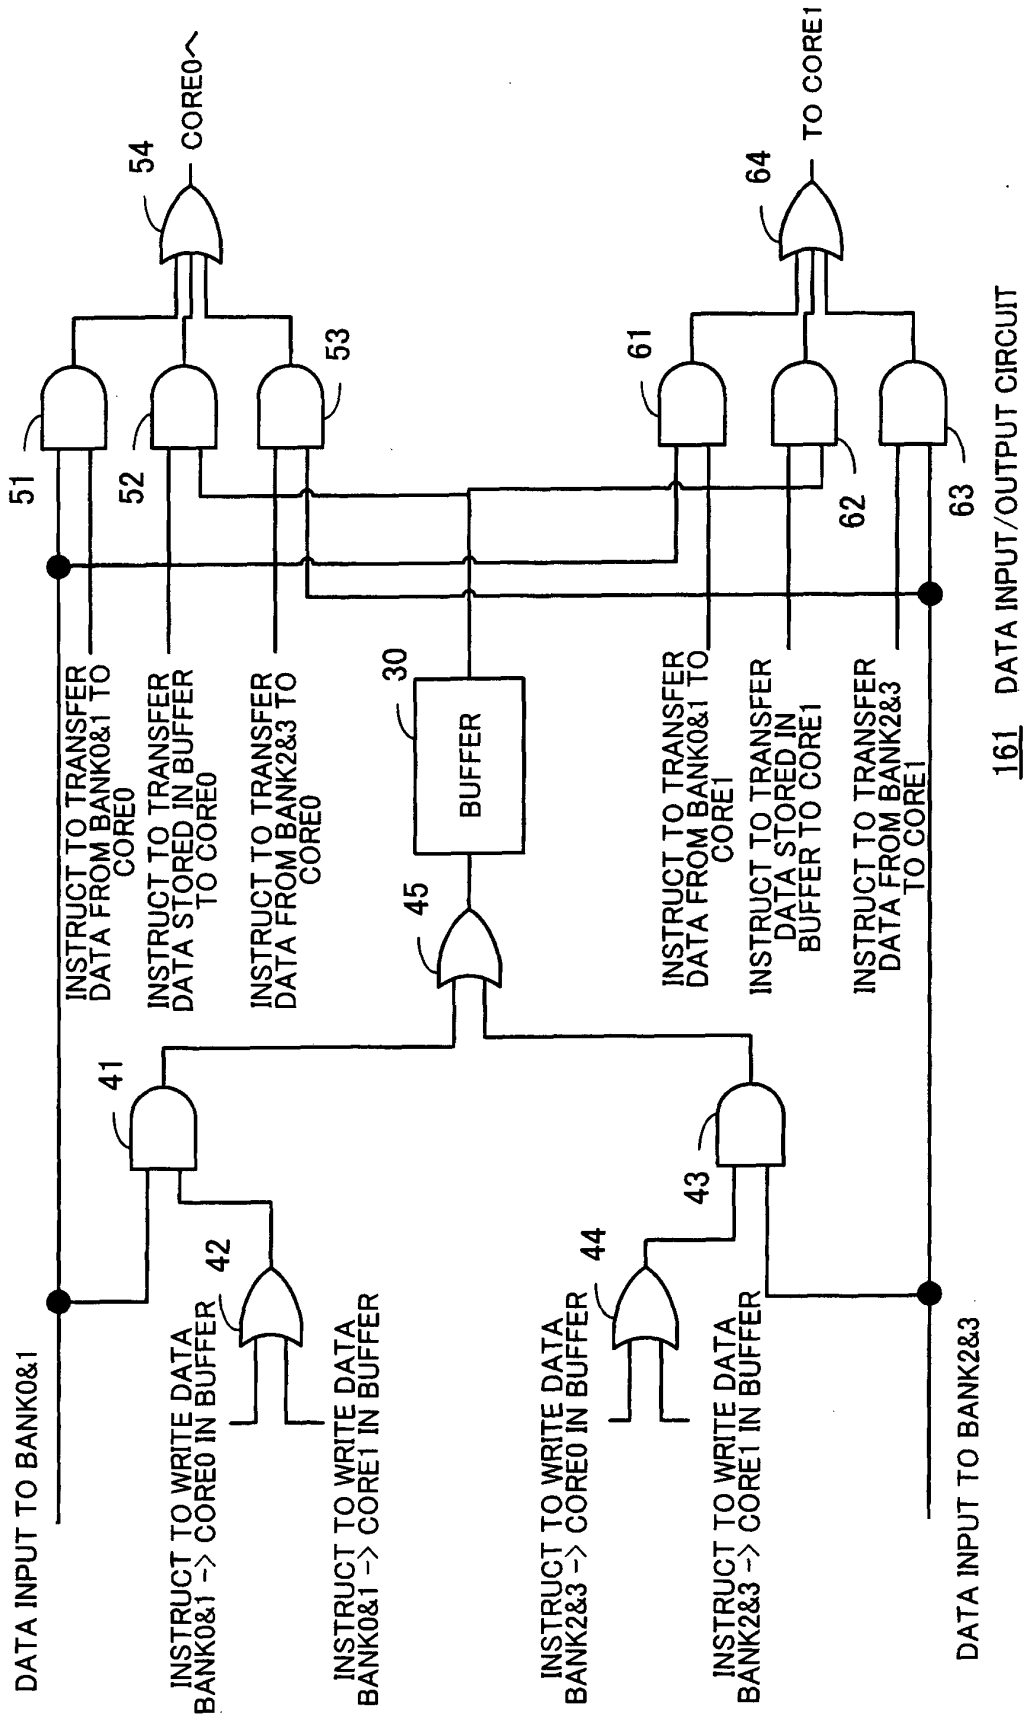 DATA INPUT TO BANK0&1
INSTRUCT TO WRITE DATA
BANK0&1 -> CORE0 IN BUFFER
INSTRUCT TO WRITE DATA
BANK0&1 -> CORE1 IN BUFFER
42
41
INSTRUCT TO WRITE DATA
BANK2&3 -> CORE0 IN BUFFER
INSTRUCT TO WRITE DATA
BANK2&3 -> CORE1 IN BUFFER
44
43
DATA INPUT TO BANK2&3
45
30
BUFFER
INSTRUCT TO TRANSFER
DATA FROM BANK0&1 TO
CORE0
INSTRUCT TO TRANSFER
DATA STORED IN BUFFER
TO CORE0
INSTRUCT TO TRANSFER
DATA FROM BANK2&3 TO
CORE0
51
52
53
54
CORE0へ
INSTRUCT TO TRANSFER
DATA FROM BANK0&1 TO
CORE1
INSTRUCT TO TRANSFER
DATA STORED IN
BUFFER TO CORE1
INSTRUCT TO TRANSFER
DATA FROM BANK2&3
TO CORE1
61
62
63
64
TO CORE1
161 DATA INPUT/OUTPUT CIRCUIT